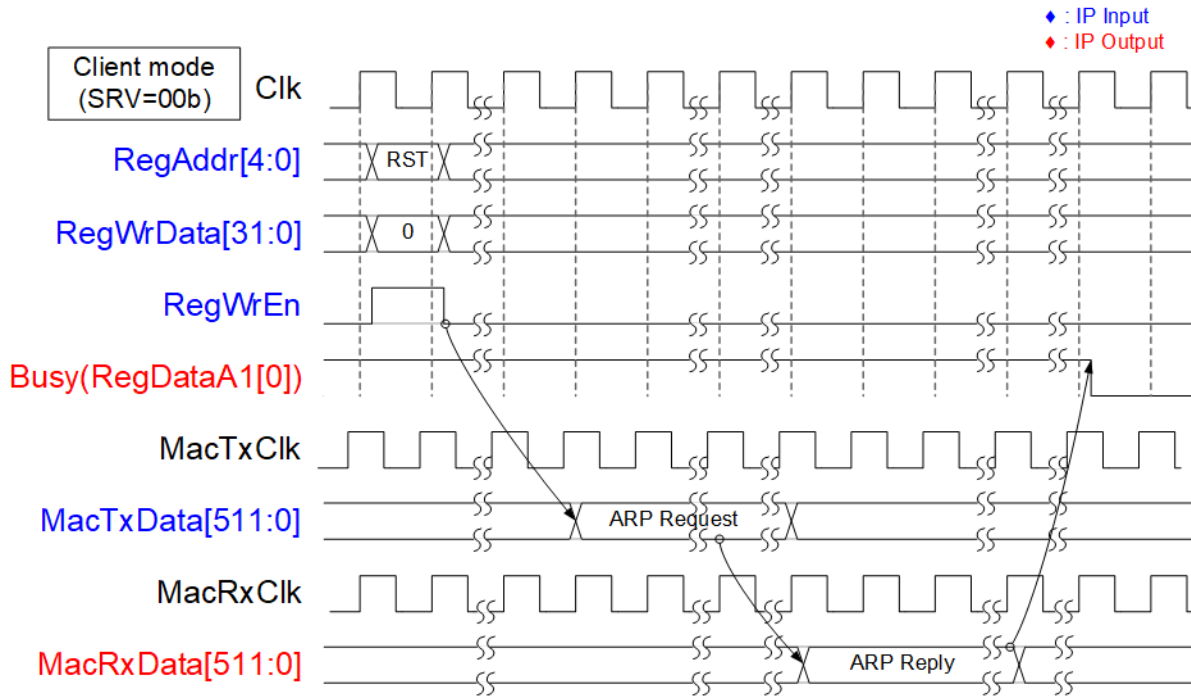 ♦ : IP Input
♦ : IP Output
Client mode
(SRV=00b)
Clk
RegAddr[4:0]
RST
RegWrData[31:0]
0
RegWrEn
Busy(RegDataA1[0])
MacTxClk
MacTxData[511:0]
ARP Request
MacRxClk
MacRxData[511:0]
ARP Reply